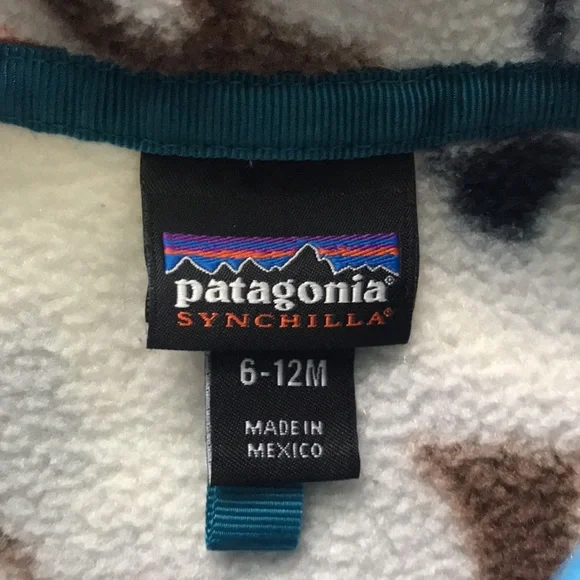 patagonia®
SYNCHILLA®
6-12M
MADE IN
MEXICO